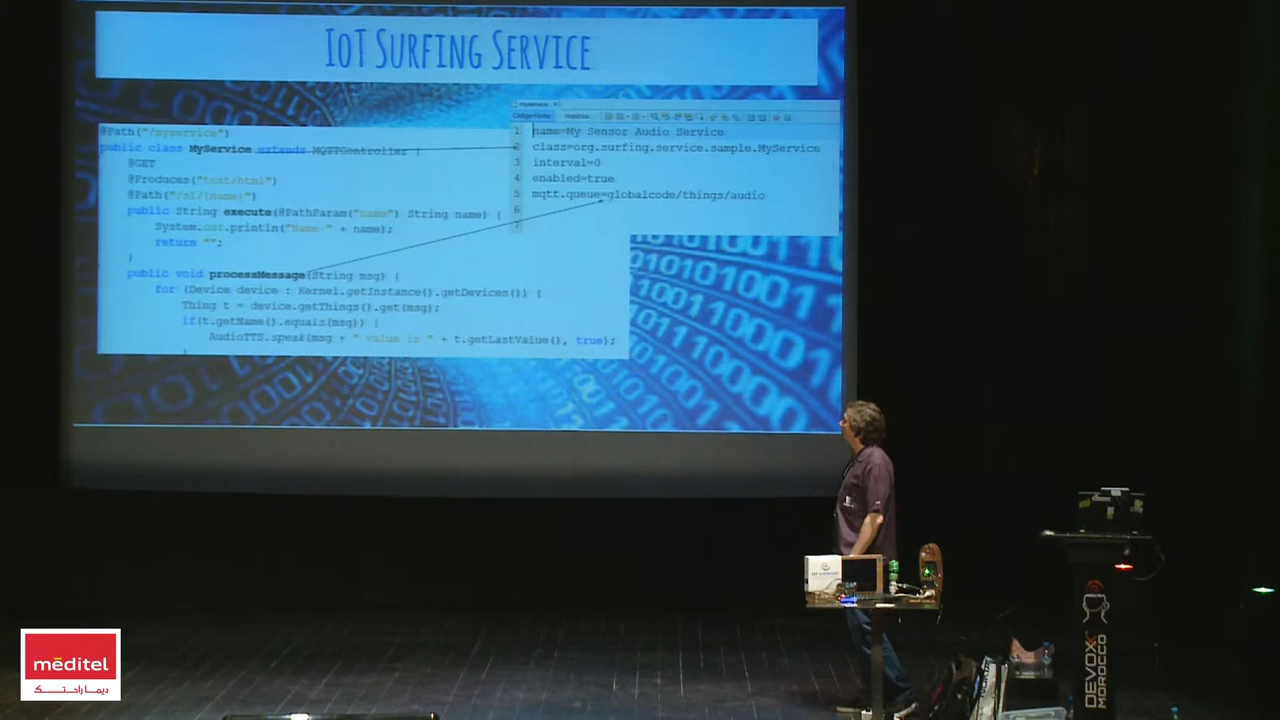 IoT Surfing Service
@Path("/myservice")
public class MyService extends MQTTController {
@GET
@Produces("text/html")
@Path("/s1/{name}")
public String execute(@PathParam("name") String name) {
System.out.println("Name " + name);
return "";
}
public void processMessage(String msg) {
for (Device device : Kernel.getInstance().getDevices()) {
Thing t = device.getThings().get(msg);
if(t.getName().equals(msg)) {
AudioTTS.speak(msg + " value is " + t.getLastValue(), true);
}
1 name=My Sensor Audio Service
2 class=org.surfing.service.sample.MyService
3 interval=0
4 enabled=true
5 mqtt.queue=globalcode/things/audio
6
7
DEVOXX
MOROCCO
méditel
ديما راحتك